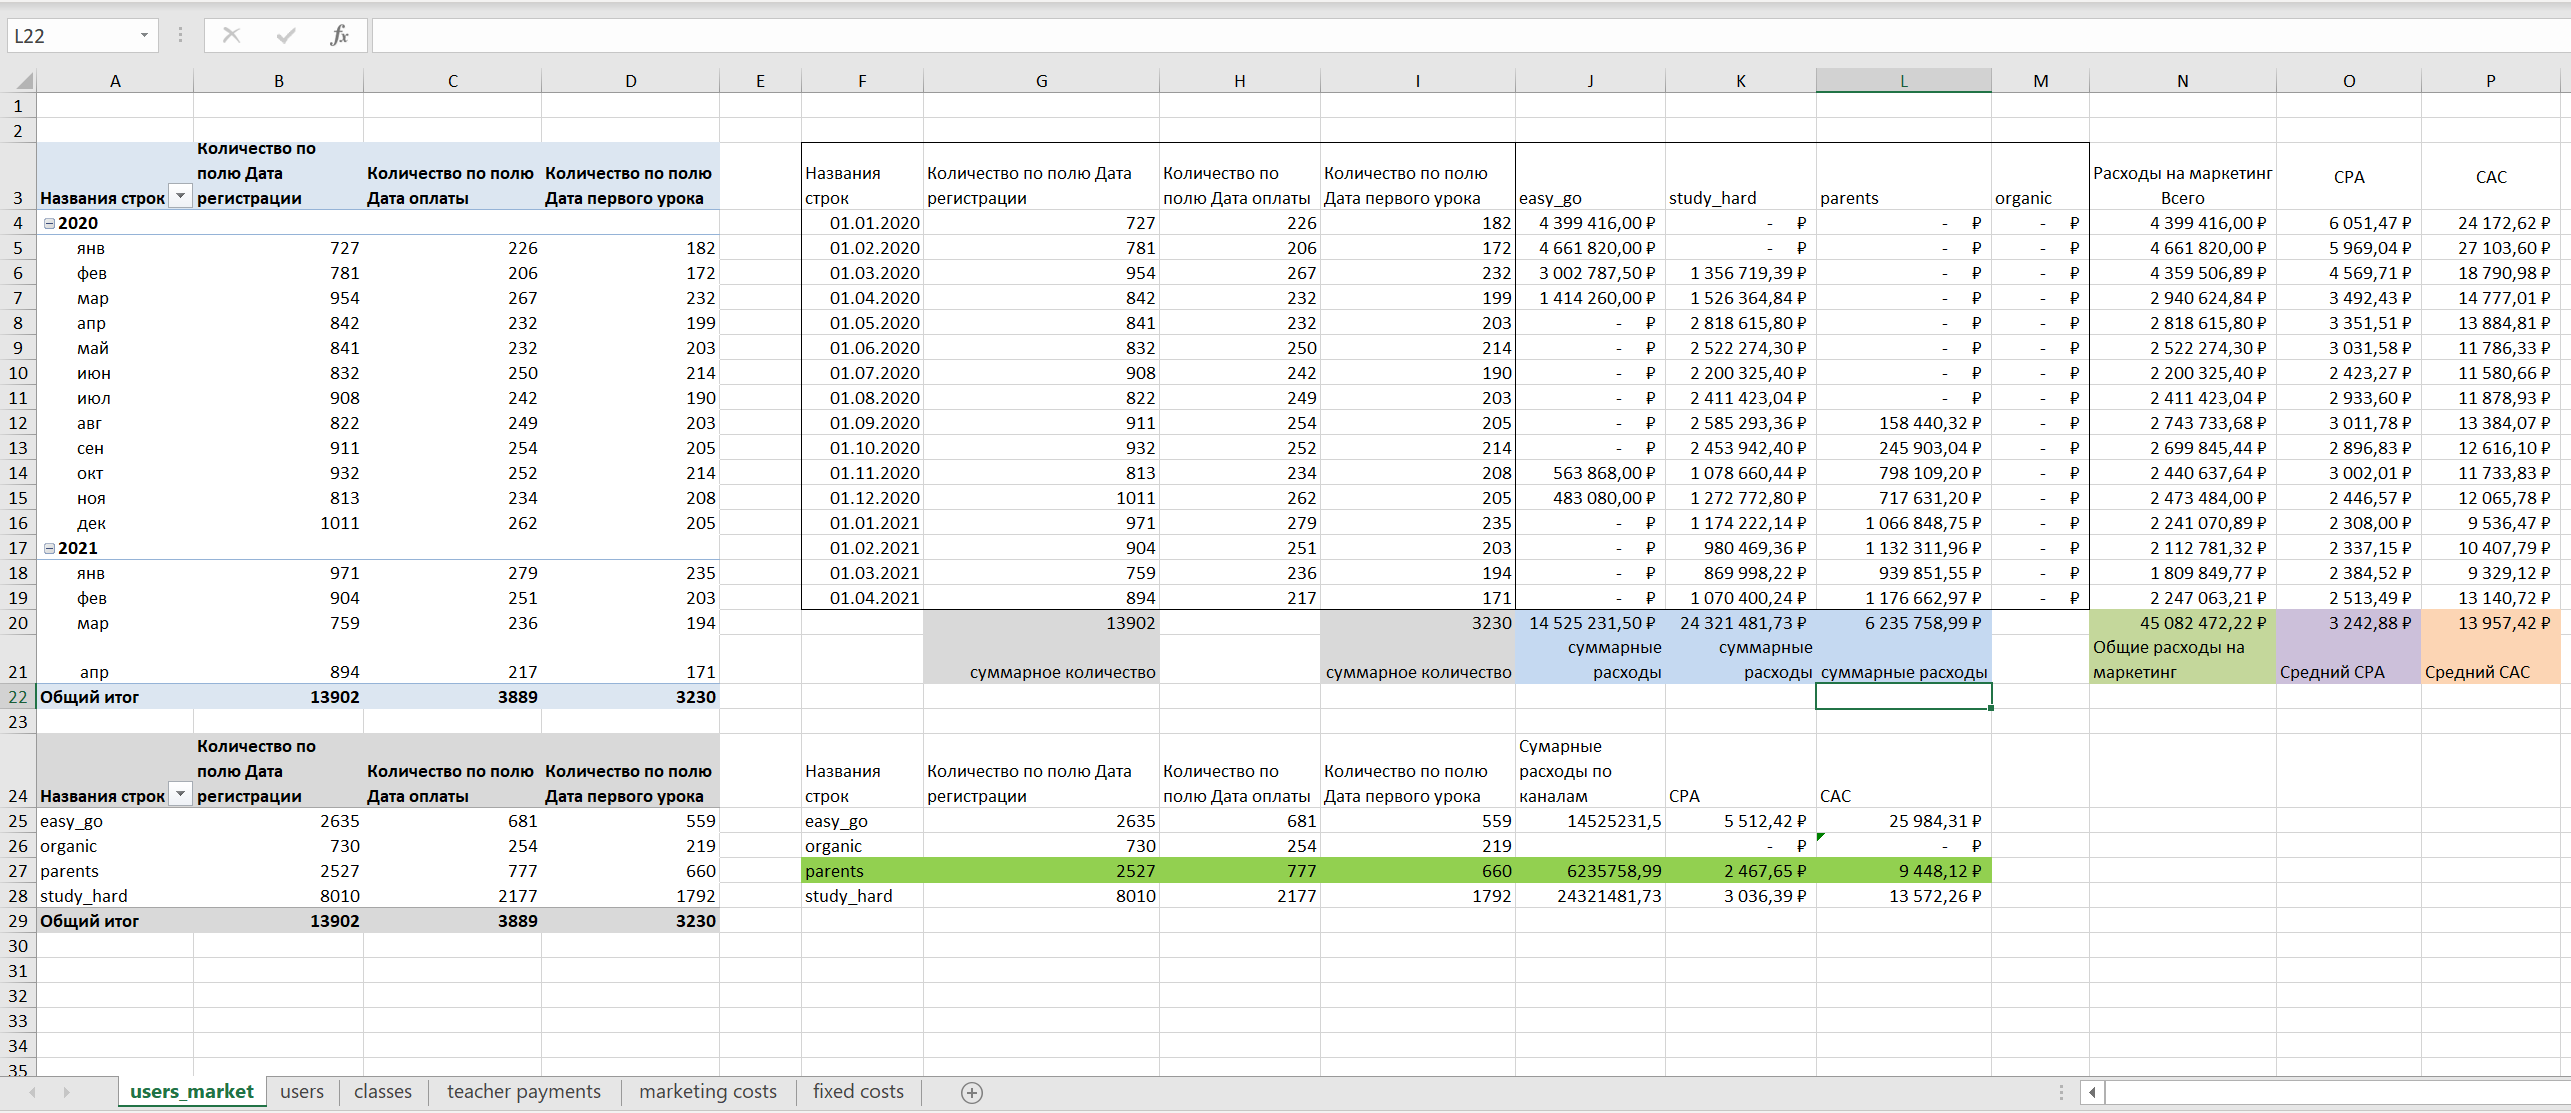 L22
fx
A B C D E F G H I J K L M N O P
1
2
3 Названия строк Количество по полю Дата регистрации Количество по полю Дата оплаты Количество по полю Дата первого урока Названия строк Количество по полю Дата регистрации Количество по полю Дата оплаты Количество по полю Дата первого урока easy_go study_hard parents organic Расходы на маркетинг Всего CPA CAC
4 2020 01.01.2020 727 226 182 4 399 416,00 ₽ - ₽ - ₽ - ₽ 4 399 416,00 ₽ 6 051,47 ₽ 24 172,62 ₽
5 янв 727 226 182 01.02.2020 781 206 172 4 661 820,00 ₽ - ₽ - ₽ - ₽ 4 661 820,00 ₽ 5 969,04 ₽ 27 103,60 ₽
6 фев 781 206 172 01.03.2020 954 267 232 3 002 787,50 ₽ 1 356 719,39 ₽ - ₽ - ₽ 4 359 506,89 ₽ 4 569,71 ₽ 18 790,98 ₽
7 мар 954 267 232 01.04.2020 842 232 199 1 414 260,00 ₽ 1 526 364,84 ₽ - ₽ - ₽ 2 940 624,84 ₽ 3 492,43 ₽ 14 777,01 ₽
8 апр 842 232 199 01.05.2020 841 232 203 - ₽ 2 818 615,80 ₽ - ₽ - ₽ 2 818 615,80 ₽ 3 351,51 ₽ 13 884,81 ₽
9 май 841 232 203 01.06.2020 832 250 214 - ₽ 2 522 274,30 ₽ - ₽ - ₽ 2 522 274,30 ₽ 3 031,58 ₽ 11 786,33 ₽
10 июн 832 250 214 01.07.2020 908 242 190 - ₽ 2 200 325,40 ₽ - ₽ - ₽ 2 200 325,40 ₽ 2 423,27 ₽ 11 580,66 ₽
11 июл 908 242 190 01.08.2020 822 249 203 - ₽ 2 411 423,04 ₽ - ₽ - ₽ 2 411 423,04 ₽ 2 933,60 ₽ 11 878,93 ₽
12 авг 822 249 203 01.09.2020 911 254 205 - ₽ 2 585 293,36 ₽ 158 440,32 ₽ - ₽ 2 743 733,68 ₽ 3 011,78 ₽ 13 384,07 ₽
13 сен 911 254 205 01.10.2020 932 252 214 - ₽ 2 453 942,40 ₽ 245 903,04 ₽ - ₽ 2 699 845,44 ₽ 2 896,83 ₽ 12 616,10 ₽
14 окт 932 252 214 01.11.2020 813 234 208 563 868,00 ₽ 1 078 660,44 ₽ 798 109,20 ₽ - ₽ 2 440 637,64 ₽ 3 002,01 ₽ 11 733,83 ₽
15 ноя 813 234 208 01.12.2020 1011 262 205 483 080,00 ₽ 1 272 772,80 ₽ 717 631,20 ₽ - ₽ 2 473 484,00 ₽ 2 446,57 ₽ 12 065,78 ₽
16 дек 1011 262 205 01.01.2021 971 279 235 - ₽ 1 174 222,14 ₽ 1 066 848,75 ₽ - ₽ 2 241 070,89 ₽ 2 308,00 ₽ 9 536,47 ₽
17 2021 01.02.2021 904 251 203 - ₽ 980 469,36 ₽ 1 132 311,96 ₽ - ₽ 2 112 781,32 ₽ 2 337,15 ₽ 10 407,79 ₽
18 янв 971 279 235 01.03.2021 759 236 194 - ₽ 869 998,22 ₽ 939 851,55 ₽ - ₽ 1 809 849,77 ₽ 2 384,52 ₽ 9 329,12 ₽
19 фев 904 251 203 01.04.2021 894 217 171 - ₽ 1 070 400,24 ₽ 1 176 662,97 ₽ - ₽ 2 247 063,21 ₽ 2 513,49 ₽ 13 140,72 ₽
20 мар 759 236 194 13902 3230 14 525 231,50 ₽ 24 321 481,73 ₽ 6 235 758,99 ₽ 45 082 472,22 ₽ 3 242,88 ₽ 13 957,42 ₽
21 апр 894 217 171 суммарное количество суммарное количество суммарные расходы суммарные расходы суммарные расходы Общие расходы на маркетинг Средний CPA Средний CAC
22 Общий итог 13902 3889 3230
23
24 Названия строк Количество по полю Дата регистрации Количество по полю Дата оплаты Количество по полю Дата первого урока Названия строк Количество по полю Дата регистрации Количество по полю Дата оплаты Количество по полю Дата первого урока Сумарные расходы по каналам CPA CAC
25 easy_go 2635 681 559 easy_go 2635 681 559 14525231,5 5 512,42 ₽ 25 984,31 ₽
26 organic 730 254 219 organic 730 254 219 - ₽ - ₽
27 parents 2527 777 660 parents 2527 777 660 6235758,99 2 467,65 ₽ 9 448,12 ₽
28 study_hard 8010 2177 1792 study_hard 8010 2177 1792 24321481,73 3 036,39 ₽ 13 572,26 ₽
29 Общий итог 13902 3889 3230
30
31
32
33
34
35
users_market users classes teacher payments marketing costs fixed costs